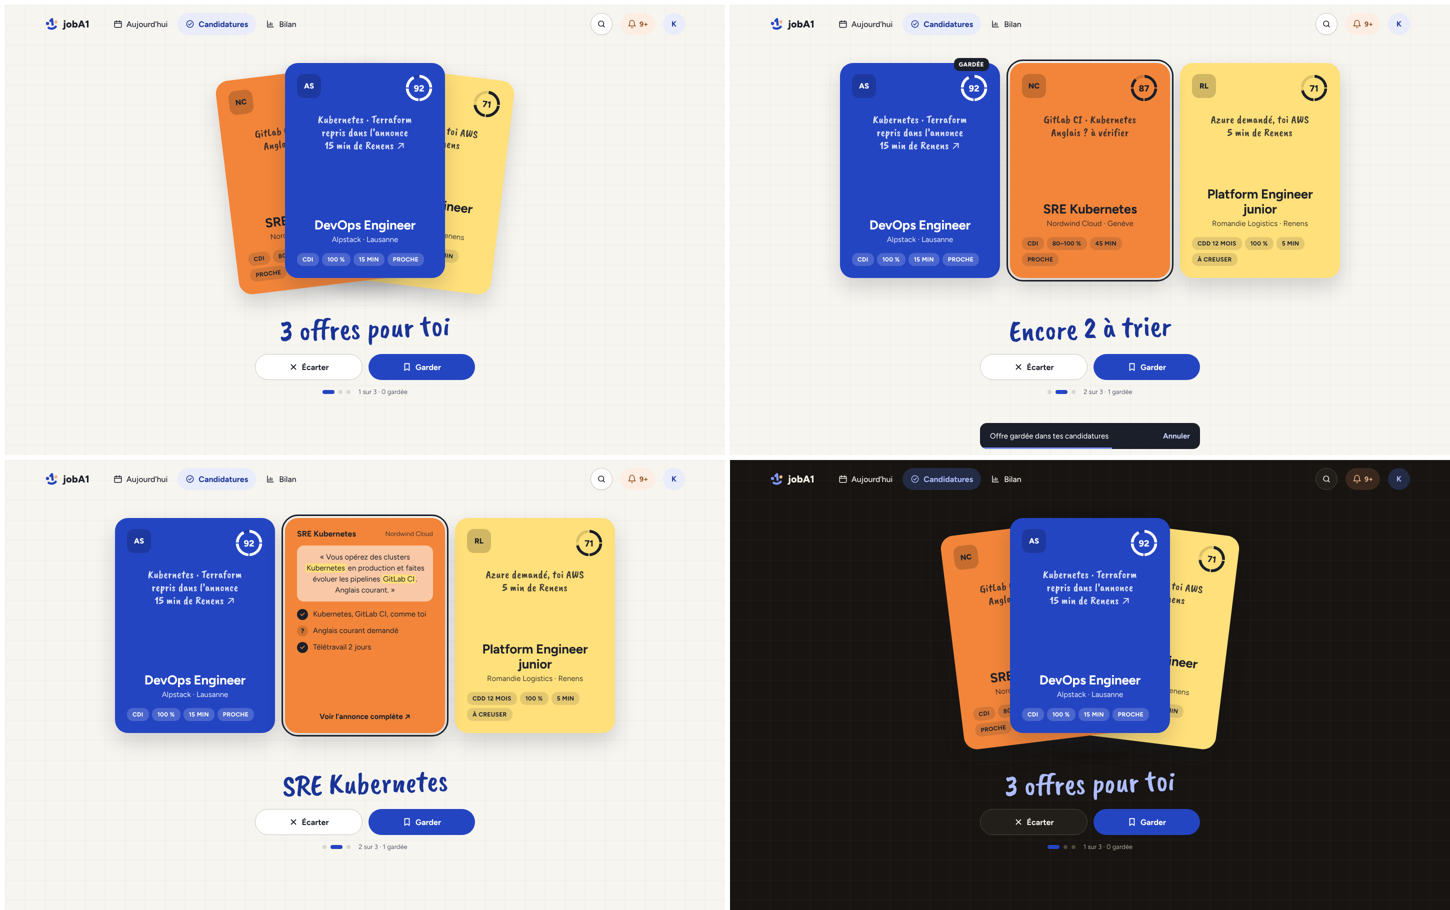 jobA1 Aujourd'hui Candidatures Bilan 9+ K
NC
AS
92
71
GitLab
Kubernetes · Terraform
toi AWS
repris dans l'annonce
15 min de Renens ↗
SRE
DevOps Engineer
Alpstack · Lausanne
CDI
PROCHE
CDI 100 % 15 MIN PROCHE
3 offres pour toi
Écarter Garder
1 sur 3 · 0 gardée
jobA1 Aujourd'hui Candidatures Bilan 9+ K
GARDÉE
AS 92
Kubernetes · Terraform
repris dans l'annonce
15 min de Renens ↗
DevOps Engineer
Alpstack · Lausanne
CDI 100 % 15 MIN PROCHE
NC 87
GitLab CI · Kubernetes
Anglais ? à vérifier
SRE Kubernetes
Nordwind Cloud · Genève
CDI 80–100 % 45 MIN
PROCHE
RL 71
Azure demandé, toi AWS
5 min de Renens
Platform Engineer
junior
Romandie Logistics · Renens
CDD 12 MOIS 100 % 5 MIN
À CREUSER
Encore 2 à trier
Écarter Garder
2 sur 3 · 1 gardée
Offre gardée dans tes candidatures Annuler
jobA1 Aujourd'hui Candidatures Bilan 9+ K
AS 92
Kubernetes · Terraform
repris dans l'annonce
15 min de Renens ↗
DevOps Engineer
Alpstack · Lausanne
CDI 100 % 15 MIN PROCHE
SRE Kubernetes Nordwind Cloud
« Vous opérez des clusters
Kubernetes en production et faites
évoluer les pipelines GitLab CI.
Anglais courant. »
Kubernetes, GitLab CI, comme toi
? Anglais courant demandé
Télétravail 2 jours
Voir l'annonce complète ↗
RL 71
Azure demandé, toi AWS
5 min de Renens
Platform Engineer
junior
Romandie Logistics · Renens
CDD 12 MOIS 100 % 5 MIN
À CREUSER
SRE Kubernetes
Écarter Garder
2 sur 3 · 1 gardée
jobA1 Aujourd'hui Candidatures Bilan 9+ K
NC
AS
92
71
GitLab
Kubernetes · Terraform
toi AWS
repris dans l'annonce
15 min de Renens ↗
SRE
DevOps Engineer
Alpstack · Lausanne
CDI
PROCHE
CDI 100 % 15 MIN PROCHE
3 offres pour toi
Écarter Garder
1 sur 3 · 0 gardée